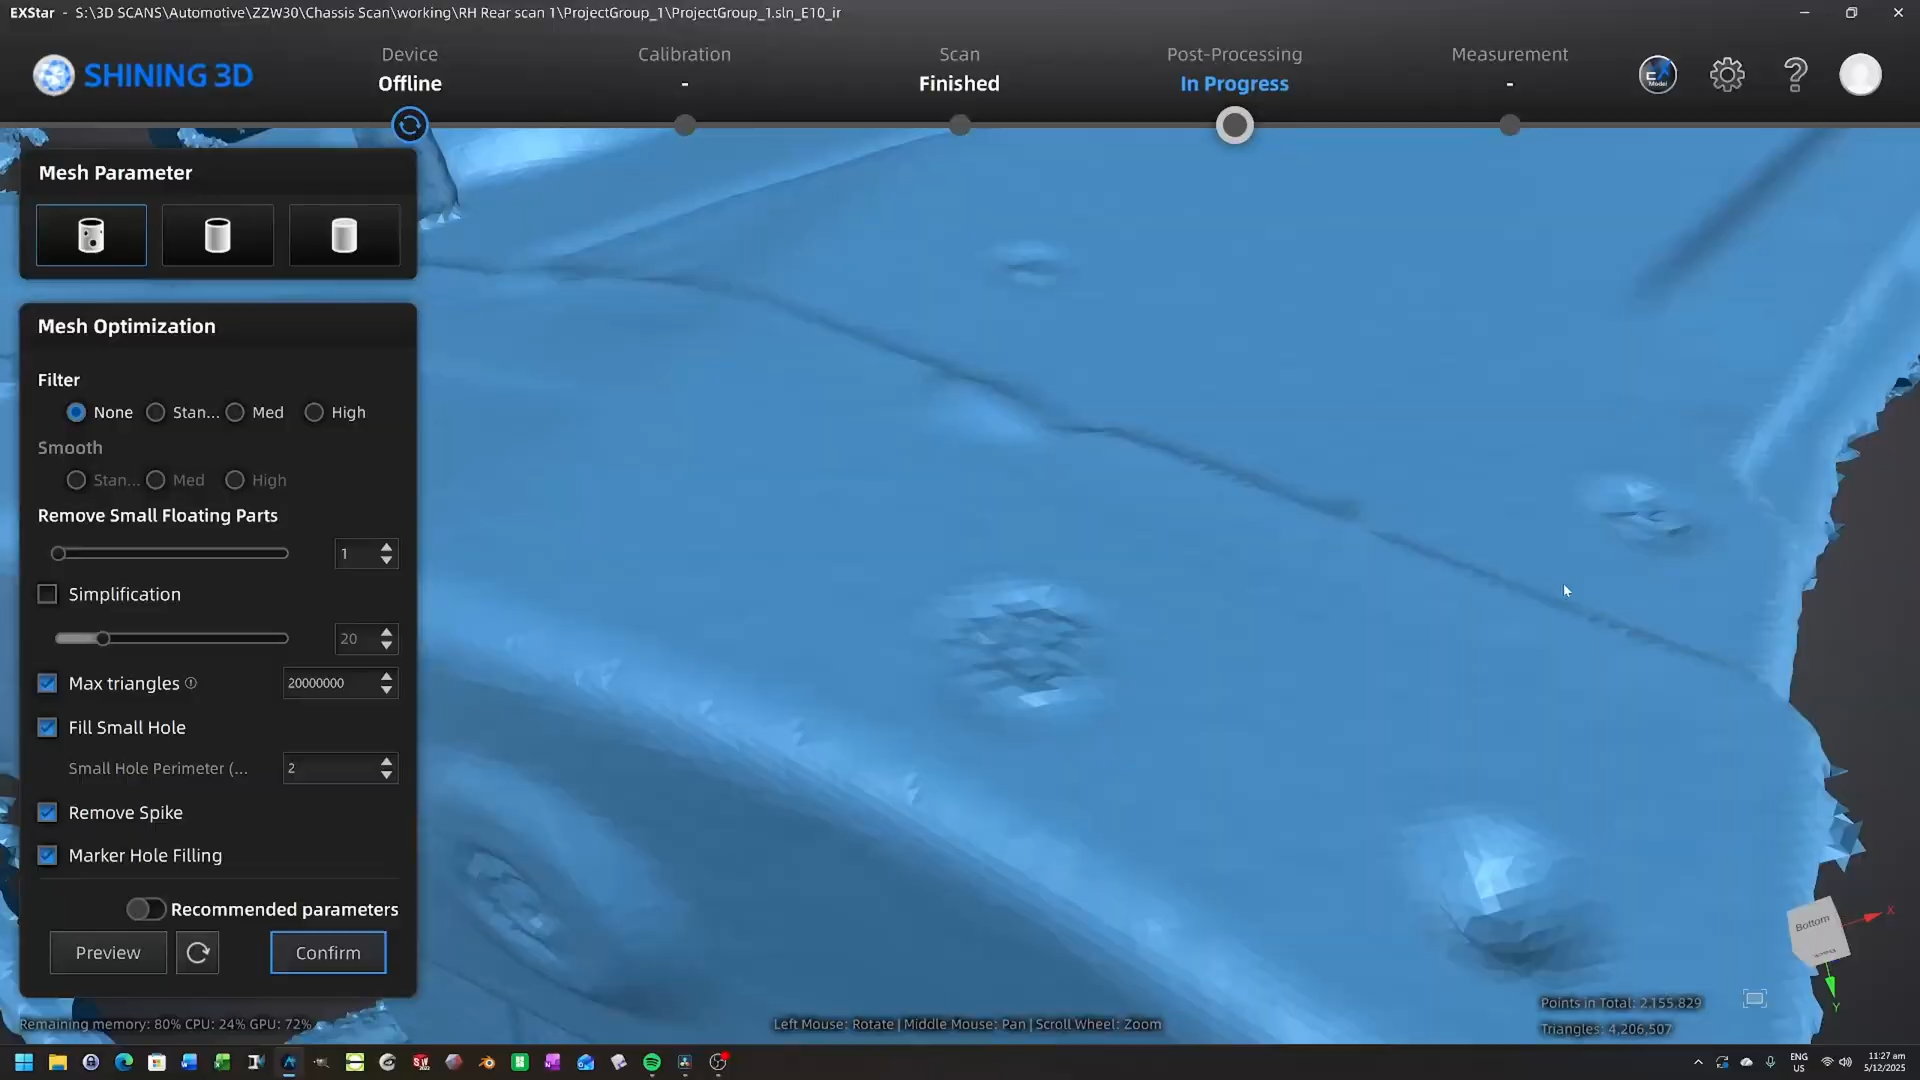 EXStar - S:\3D SCANS\Automotive\ZZW30\Chassis Scan\working\RH Rear scan 1\ProjectGroup_1\ProjectGroup_1.sln_E10_ir
SHINING 3D
Device
Offline
Calibration
-
Scan
Finished
Post-Processing
In Progress
Measurement
-
Mesh Parameter
Mesh Optimization
Filter
None Stan... Med High
Smooth
Stan... Med High
Remove Small Floating Parts
1
Simplification
20
Max triangles 20000000
Fill Small Hole
Small Hole Perimeter (... 2
Remove Spike
Marker Hole Filling
Recommended parameters
Preview Confirm
Bottom
X
Y
Points in Total: 2,155,829
Triangles: 4,206,507
Remaining memory: 80% CPU: 24% GPU: 72%
Left Mouse: Rotate | Middle Mouse: Pan | Scroll Wheel: Zoom
ENG
US
11:27 am
5/12/2025